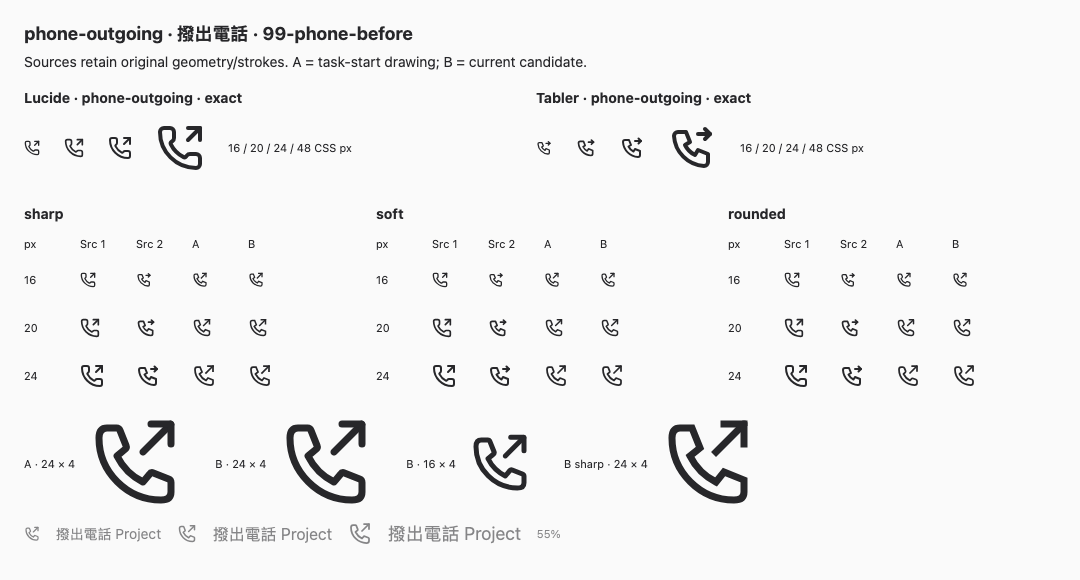 phone-outgoing · 撥出電話 · 99-phone-before
Sources retain original geometry/strokes. A = task-start drawing; B = current candidate.
Lucide · phone-outgoing · exact
Tabler · phone-outgoing · exact
16 / 20 / 24 / 48 CSS px
16 / 20 / 24 / 48 CSS px
sharp
soft
rounded
px Src 1 Src 2 A B
px Src 1 Src 2 A B
px Src 1 Src 2 A B
16
16
16
20
20
20
24
24
24
A · 24 × 4
B · 24 × 4
B · 16 × 4
B sharp · 24 × 4
撥出電話 Project
撥出電話 Project
撥出電話 Project
55%